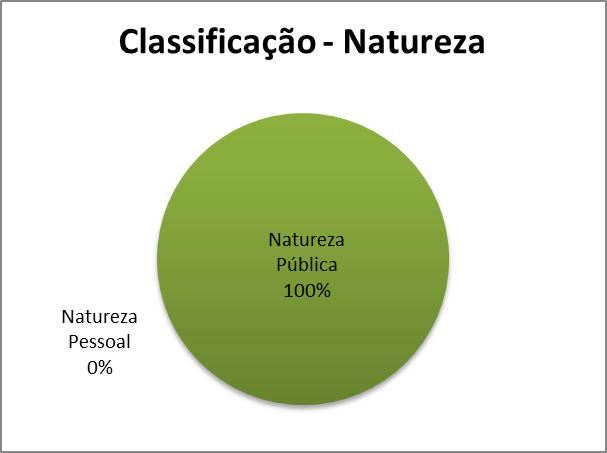 Classificação - Natureza
Natureza
Pública
100%
Natureza
Pessoal
0%